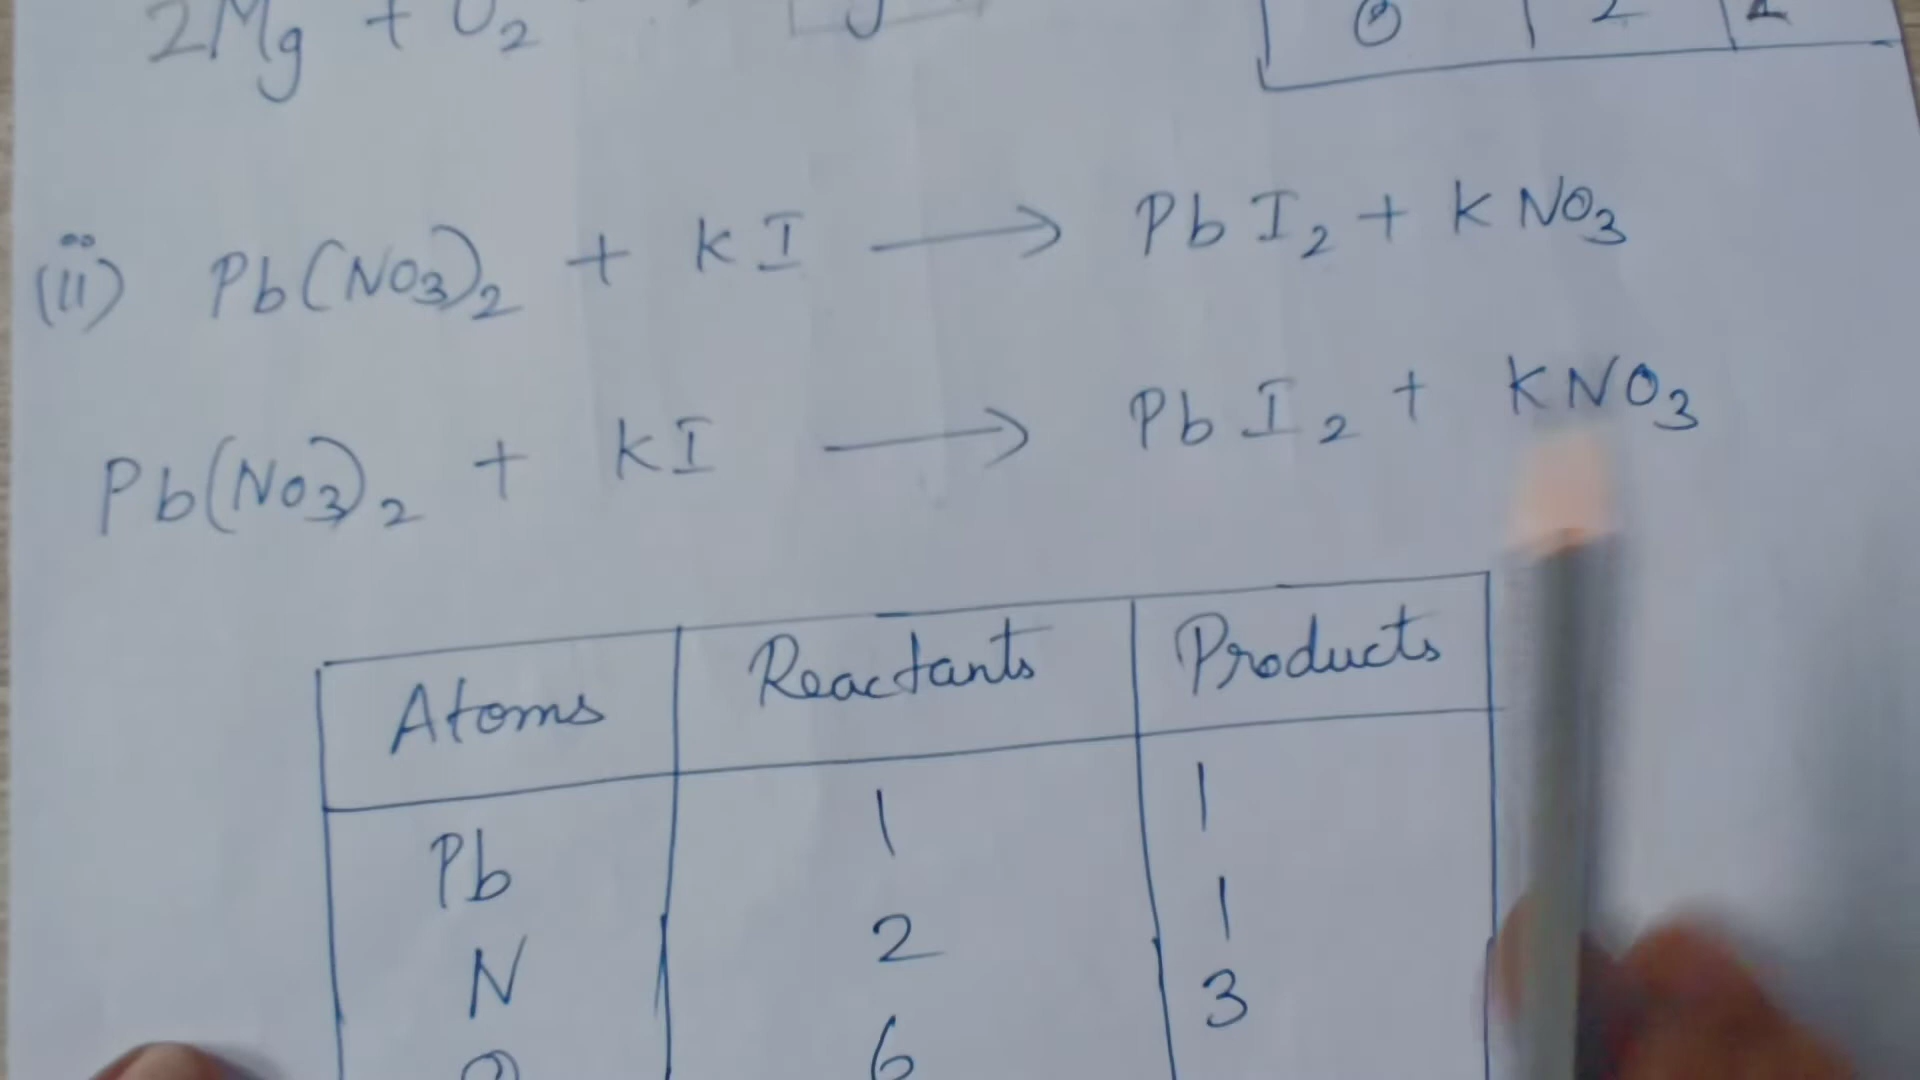 2Mg + O2
2
(ii) Pb(NO3)2 + KI → PbI2 + KNO3
Pb(NO3)2 + KI → PbI2 + KNO3
Atoms Reactants Products
Pb 1 1
N 2 1
O 6 3